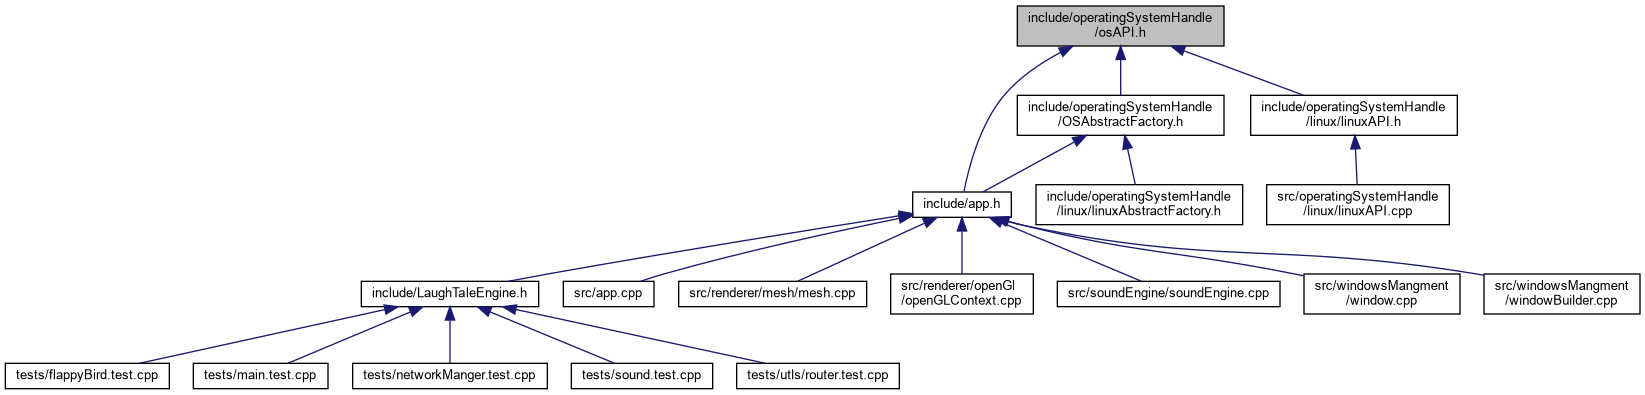 include/operatingSystemHandle
/osAPI.h
include/operatingSystemHandle
/OSAbstractFactory.h
include/operatingSystemHandle
/linux/linuxAPI.h
include/app.h
include/operatingSystemHandle
/linux/linuxAbstractFactory.h
src/operatingSystemHandle
/linux/linuxAPI.cpp
include/LaughTaleEngine.h
src/app.cpp
src/renderer/mesh/mesh.cpp
src/renderer/openGl
/openGLContext.cpp
src/soundEngine/soundEngine.cpp
src/windowsMangment
/window.cpp
src/windowsMangment
/windowBuilder.cpp
tests/flappyBird.test.cpp
tests/main.test.cpp
tests/networkManger.test.cpp
tests/sound.test.cpp
tests/utls/router.test.cpp